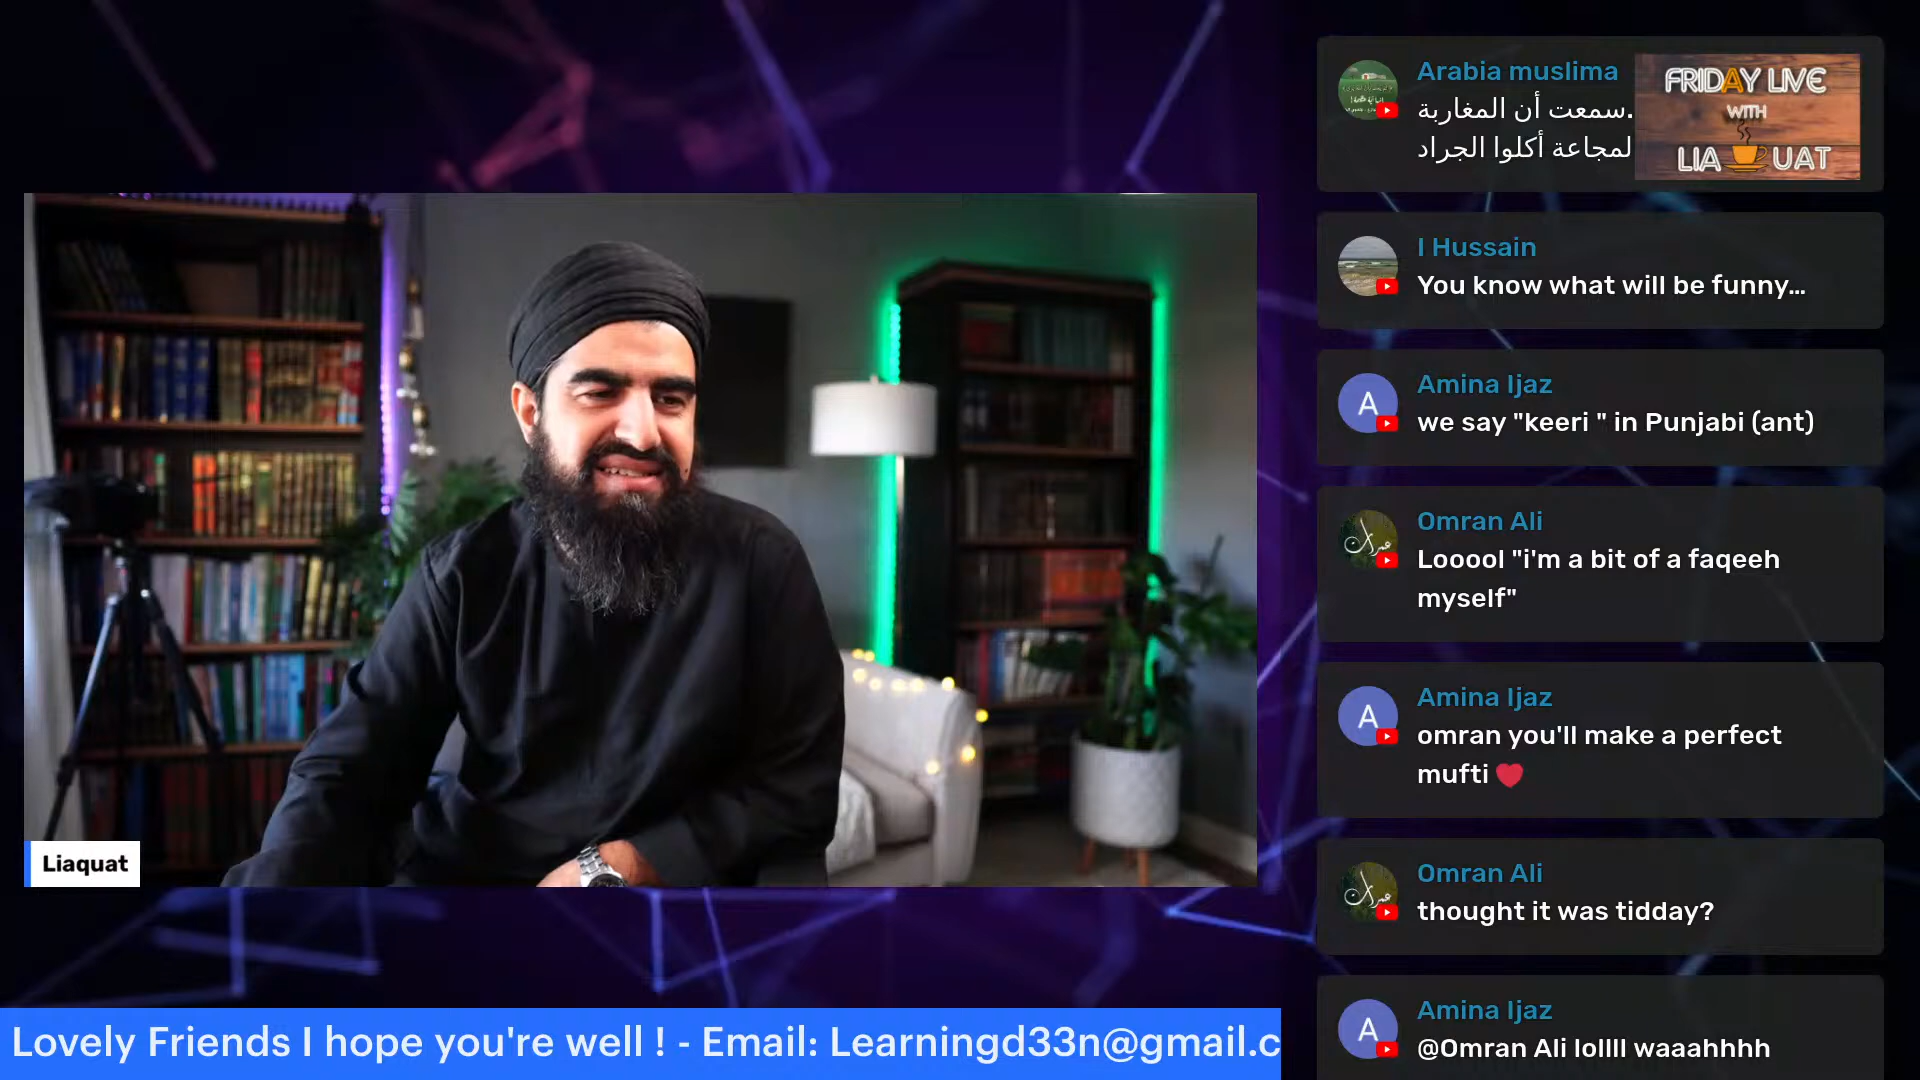 Arabia muslima
سمعت أن المغاربة.
لمجاعة أكلوا الجراد
FRIDAY LIVE
WITH
LIA UAT
I Hussain
You know what will be funny...
Amina Ijaz
we say "keeri " in Punjabi (ant)
Omran Ali
Looool "i'm a bit of a faqeeh
myself"
Amina Ijaz
omran you'll make a perfect
mufti ❤️
Omran Ali
thought it was tidday?
Amina Ijaz
@Omran Ali lollll waaahhhh
Liaquat
Lovely Friends I hope you're well ! - Email: Learningd33n@gmail.c